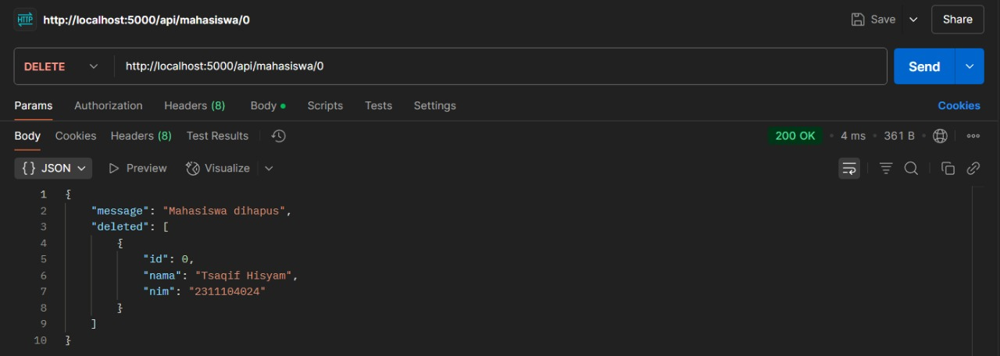 HTTP http://localhost:5000/api/mahasiswa/0 Save Share
DELETE http://localhost:5000/api/mahasiswa/0 Send
Params Authorization Headers (8) Body Scripts Tests Settings Cookies
Body Cookies Headers (8) Test Results 200 OK 4 ms 361 B
{} JSON Preview Visualize
1 {
2 "message": "Mahasiswa dihapus",
3 "deleted": [
4 {
5 "id": 0,
6 "nama": "Tsaqif Hisyam",
7 "nim": "2311104024"
8 }
9 ]
10 }